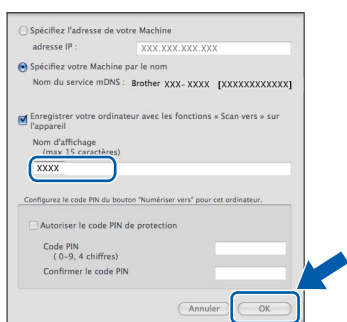 Spécifiez l'adresse de votre Machine
adresse IP : XXX.XXX.XXX.XXX
Spécifiez votre Machine par le nom
Nom du service mDNS : Brother XXX-XXXX [XXXXXXXXXXXX]
Enregistrer votre ordinateur avec les fonctions « Scan vers » sur
l'appareil
Nom d'affichage
(max 15 caractères)
XXXX
Configurez le code PIN du bouton "Numériser vers" pour cet ordinateur.
Autoriser le code PIN de protection
Code PIN
( 0-9, 4 chiffres)
Confirmer le code PIN
Annuler OK